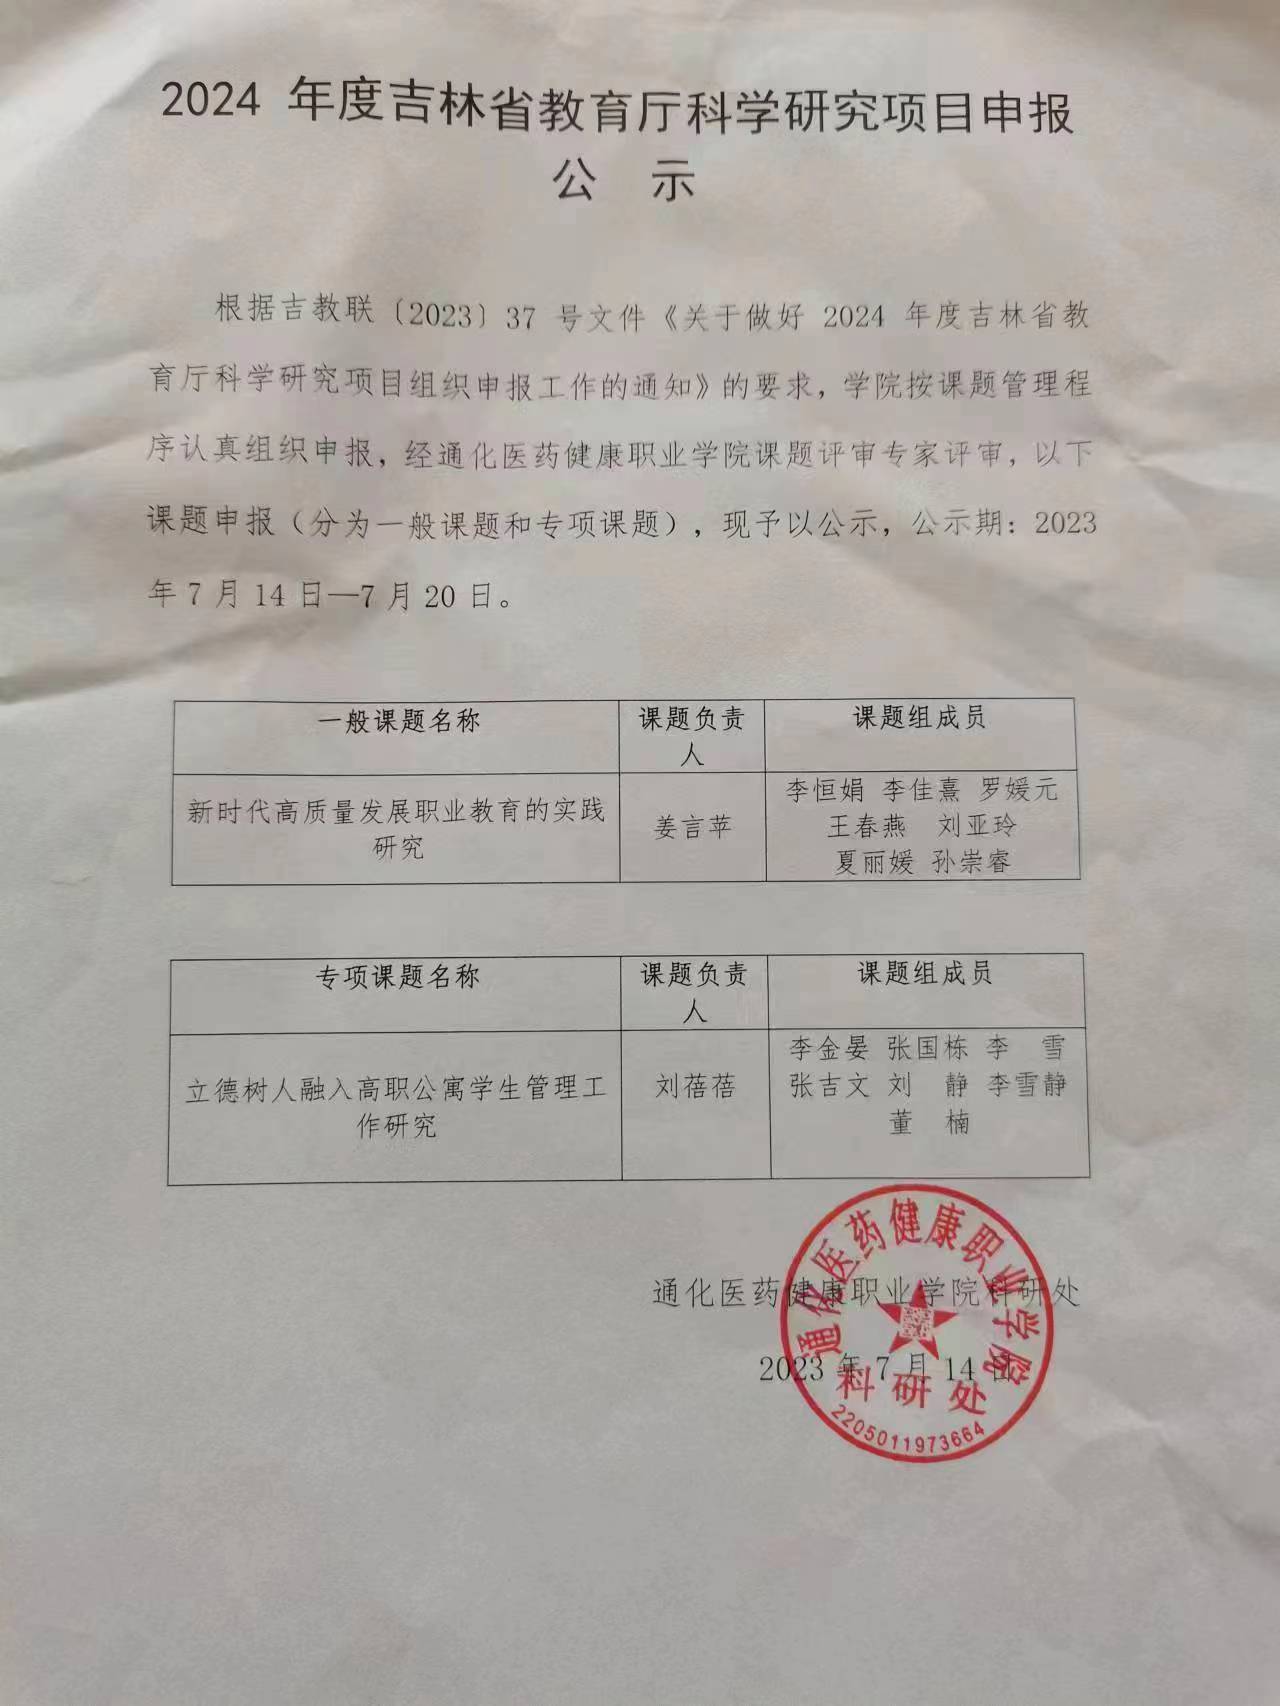 2024 年度吉林省教育厅科学研究项目申报
公 示
根据吉教联〔2023〕37 号文件《关于做好 2024 年度吉林省教
育厅科学研究项目组织申报工作的通知》的要求，学院按课题管理程
序认真组织申报，经通化医药健康职业学院课题评审专家评审，以下
课题申报（分为一般课题和专项课题），现予以公示，公示期：2023
年 7 月 14 日—7 月 20 日。
一般课题名称
课题负责
人
课题组成员
新时代高质量发展职业教育的实践
研究
姜言苹
李恒娟 李佳熹 罗媛元
王春燕 刘亚玲
夏丽媛 孙崇睿
专项课题名称
课题负责
人
课题组成员
立德树人融入高职公寓学生管理工
作研究
刘蓓蓓
李金晏 张国栋 李 雪
张吉文 刘 静 李雪静
董 楠
通化医药健康职业学院科研处
2023 年 7 月 14 日
通化医药健康职业学院
科研处
2205011973664